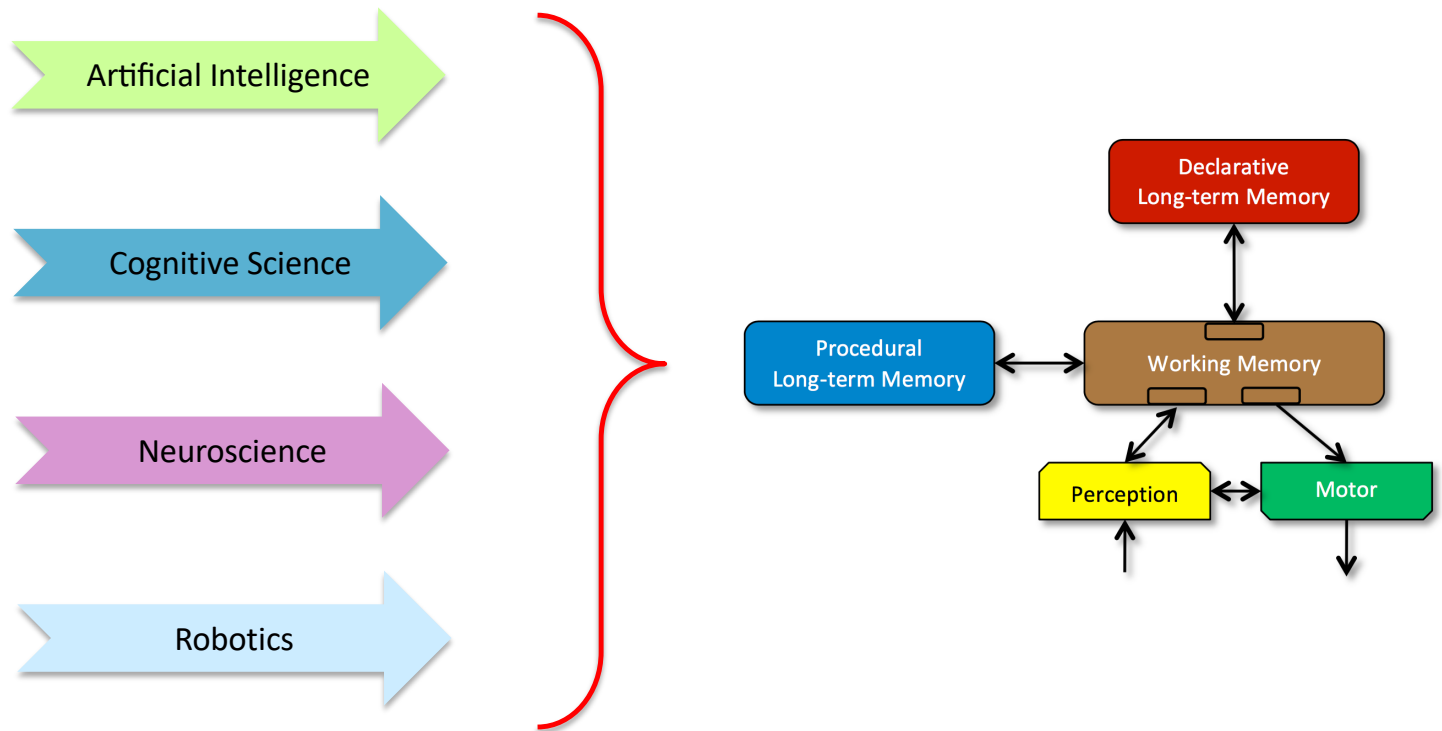 Artificial Intelligence
Cognitive Science
Neuroscience
Robotics
Declarative
Long-term Memory
Procedural
Long-term Memory
Working Memory
Perception
Motor